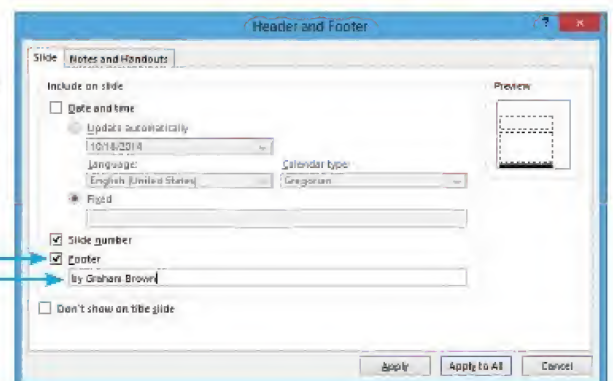 Header and Footer
?
Slide Notes and Handouts
Include on slide
Preview
Date and time
Update automatically
10/18/2014
Language: Calendar type:
English (United States) Gregorian
Fixed
Slide number
Footer
by Graham Brown
Don't show on title slide
Apply Apply to All Cancel